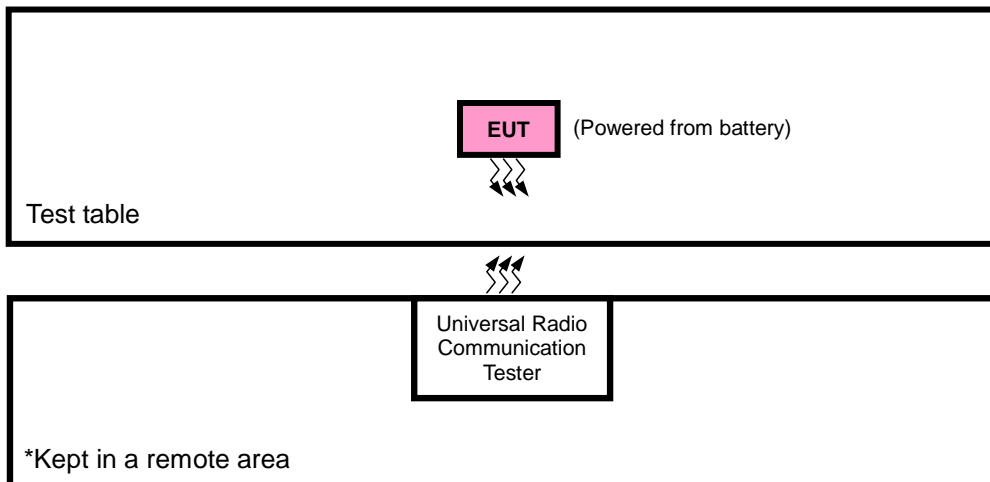 EUT
(Powered from battery)
Test table
Universal Radio
Communication
Tester
*Kept in a remote area